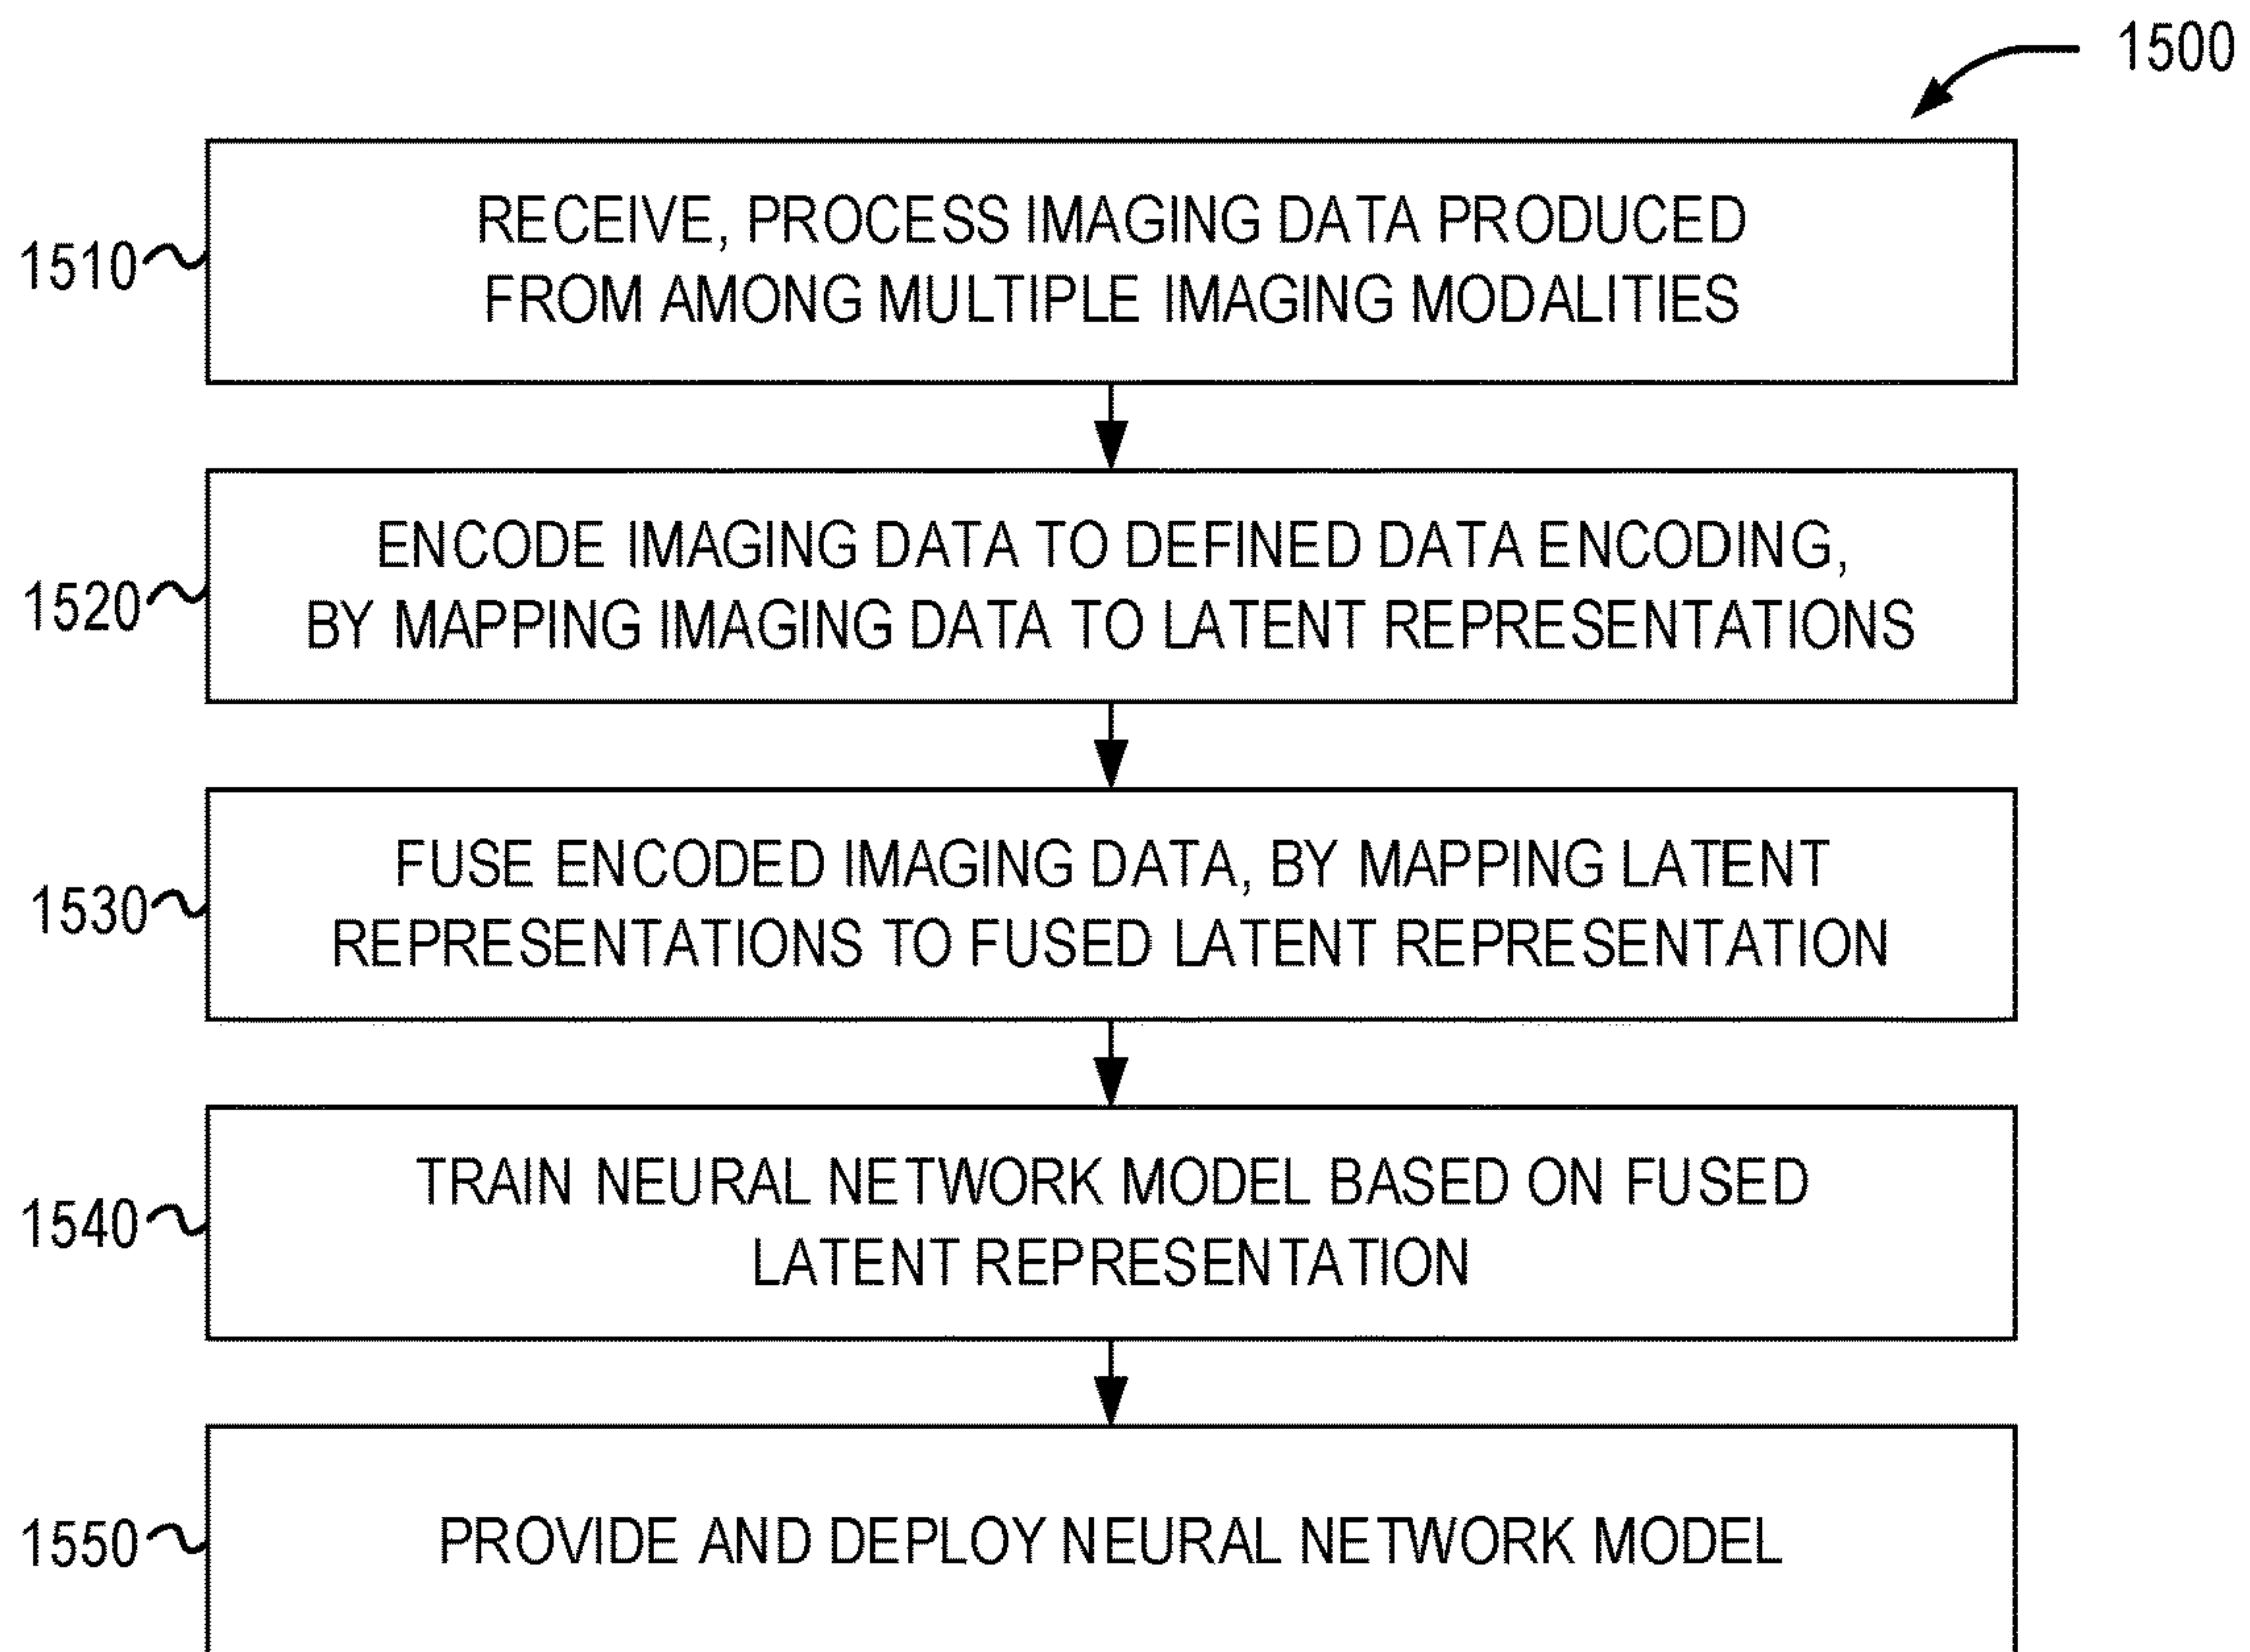 1500
1510
RECEIVE, PROCESS IMAGING DATA PRODUCED
FROM AMONG MULTIPLE IMAGING MODALITIES
1520
ENCODE IMAGING DATA TO DEFINED DATA ENCODING,
BY MAPPING IMAGING DATA TO LATENT REPRESENTATIONS
1530
FUSE ENCODED IMAGING DATA, BY MAPPING LATENT
REPRESENTATIONS TO FUSED LATENT REPRESENTATION
1540
TRAIN NEURAL NETWORK MODEL BASED ON FUSED
LATENT REPRESENTATION
1550
PROVIDE AND DEPLOY NEURAL NETWORK MODEL